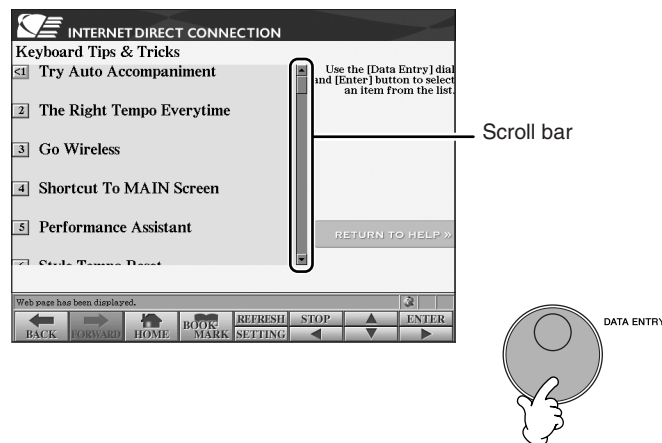 INTERNET DIRECT CONNECTION
Keyboard Tips & Tricks
<1 Try Auto Accompaniment
2 The Right Tempo Everytime
3 Go Wireless
4 Shortcut To MAIN Screen
5 Performance Assistant
Use the [Data Entry] dial
and [Enter] button to select
an item from the list.
RETURN TO HELP »
Scroll bar
Web page has been displayed.
BACK FORWARD HOME BOOK-MARK REFRESH STOP ENTER
SETTING
DATA ENTRY